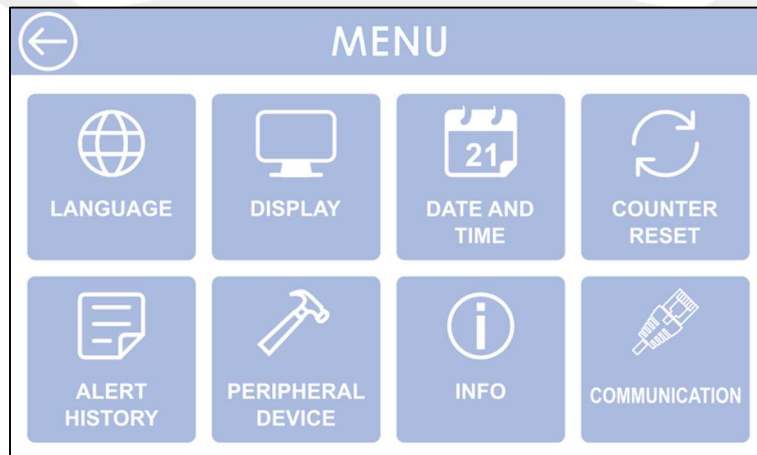 MENU
LANGUAGE
DISPLAY
21
DATE AND
TIME
COUNTER
RESET
ALERT
HISTORY
PERIPHERAL
DEVICE
i
INFO
COMMUNICATION